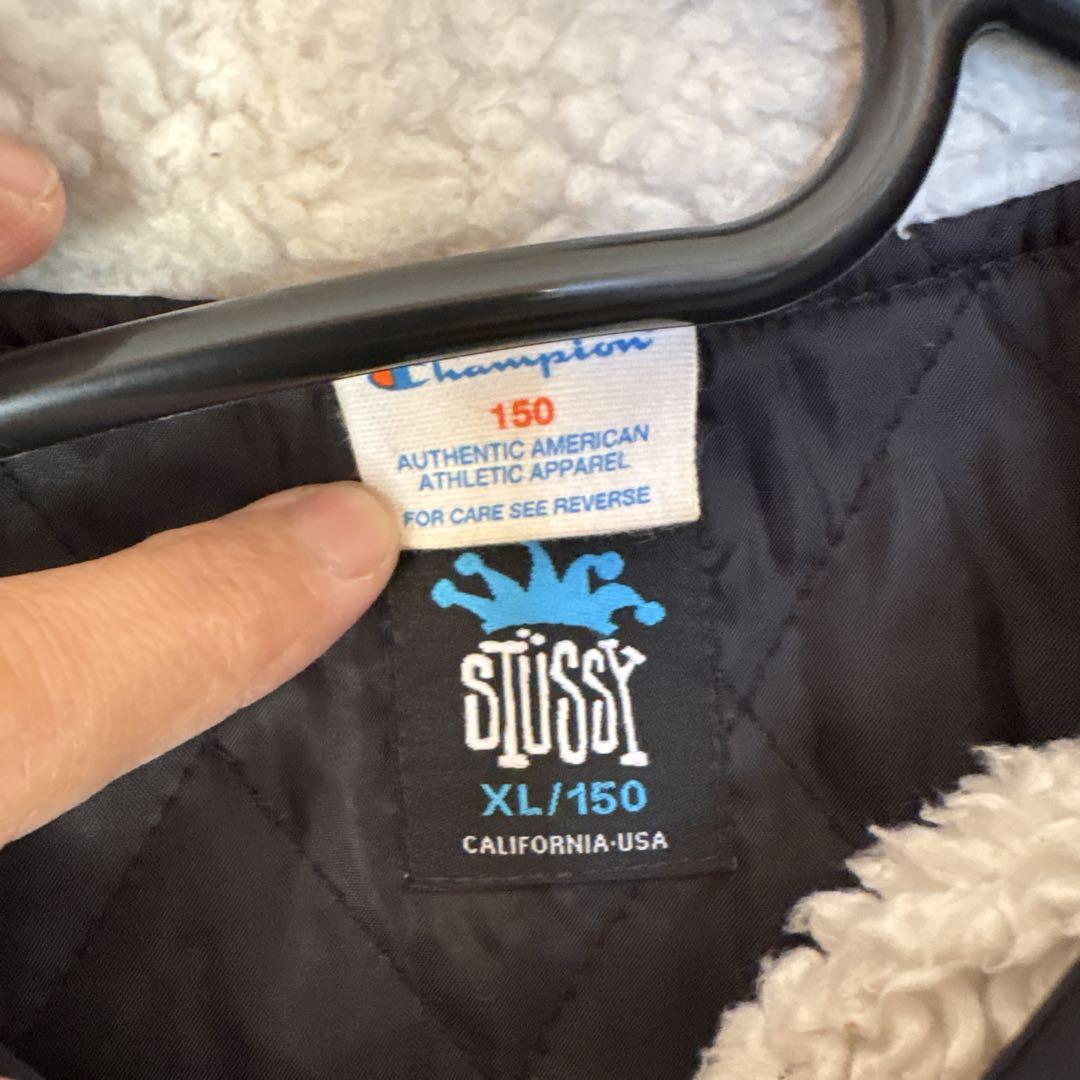 Champion
150
AUTHENTIC AMERICAN
ATHLETIC APPAREL
FOR CARE SEE REVERSE
STÜSSY
XL/150
CALIFORNIA·USA